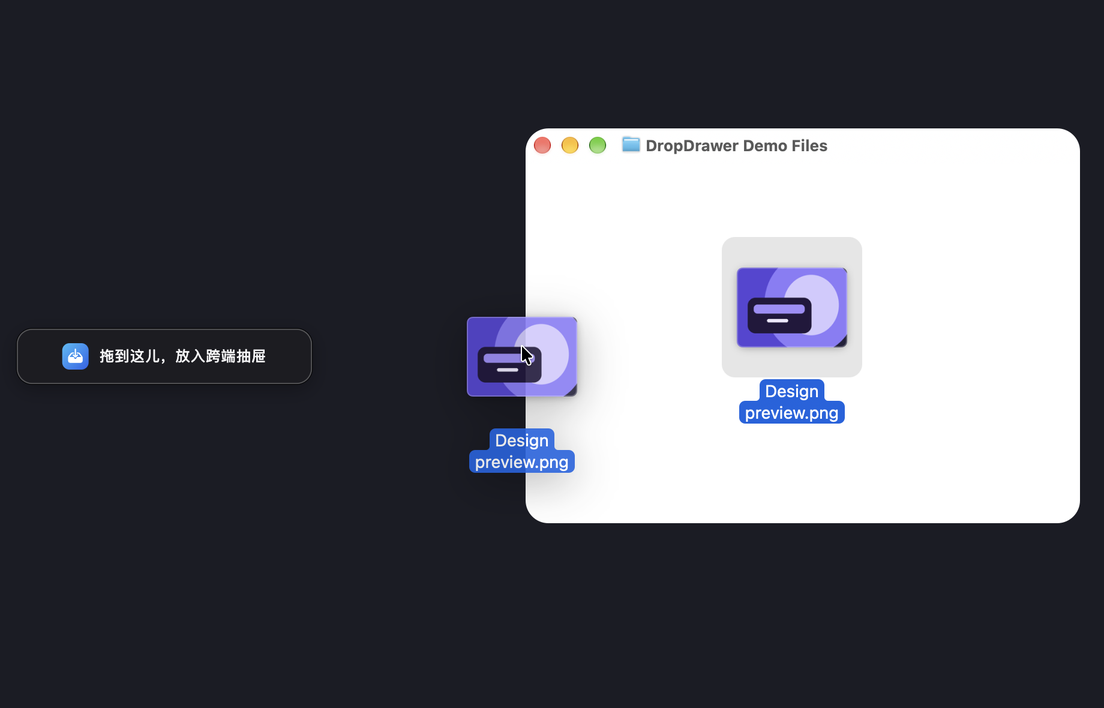 DropDrawer Demo Files
拖到这儿，放入跨端抽屉
Design
preview.png
Design
preview.png